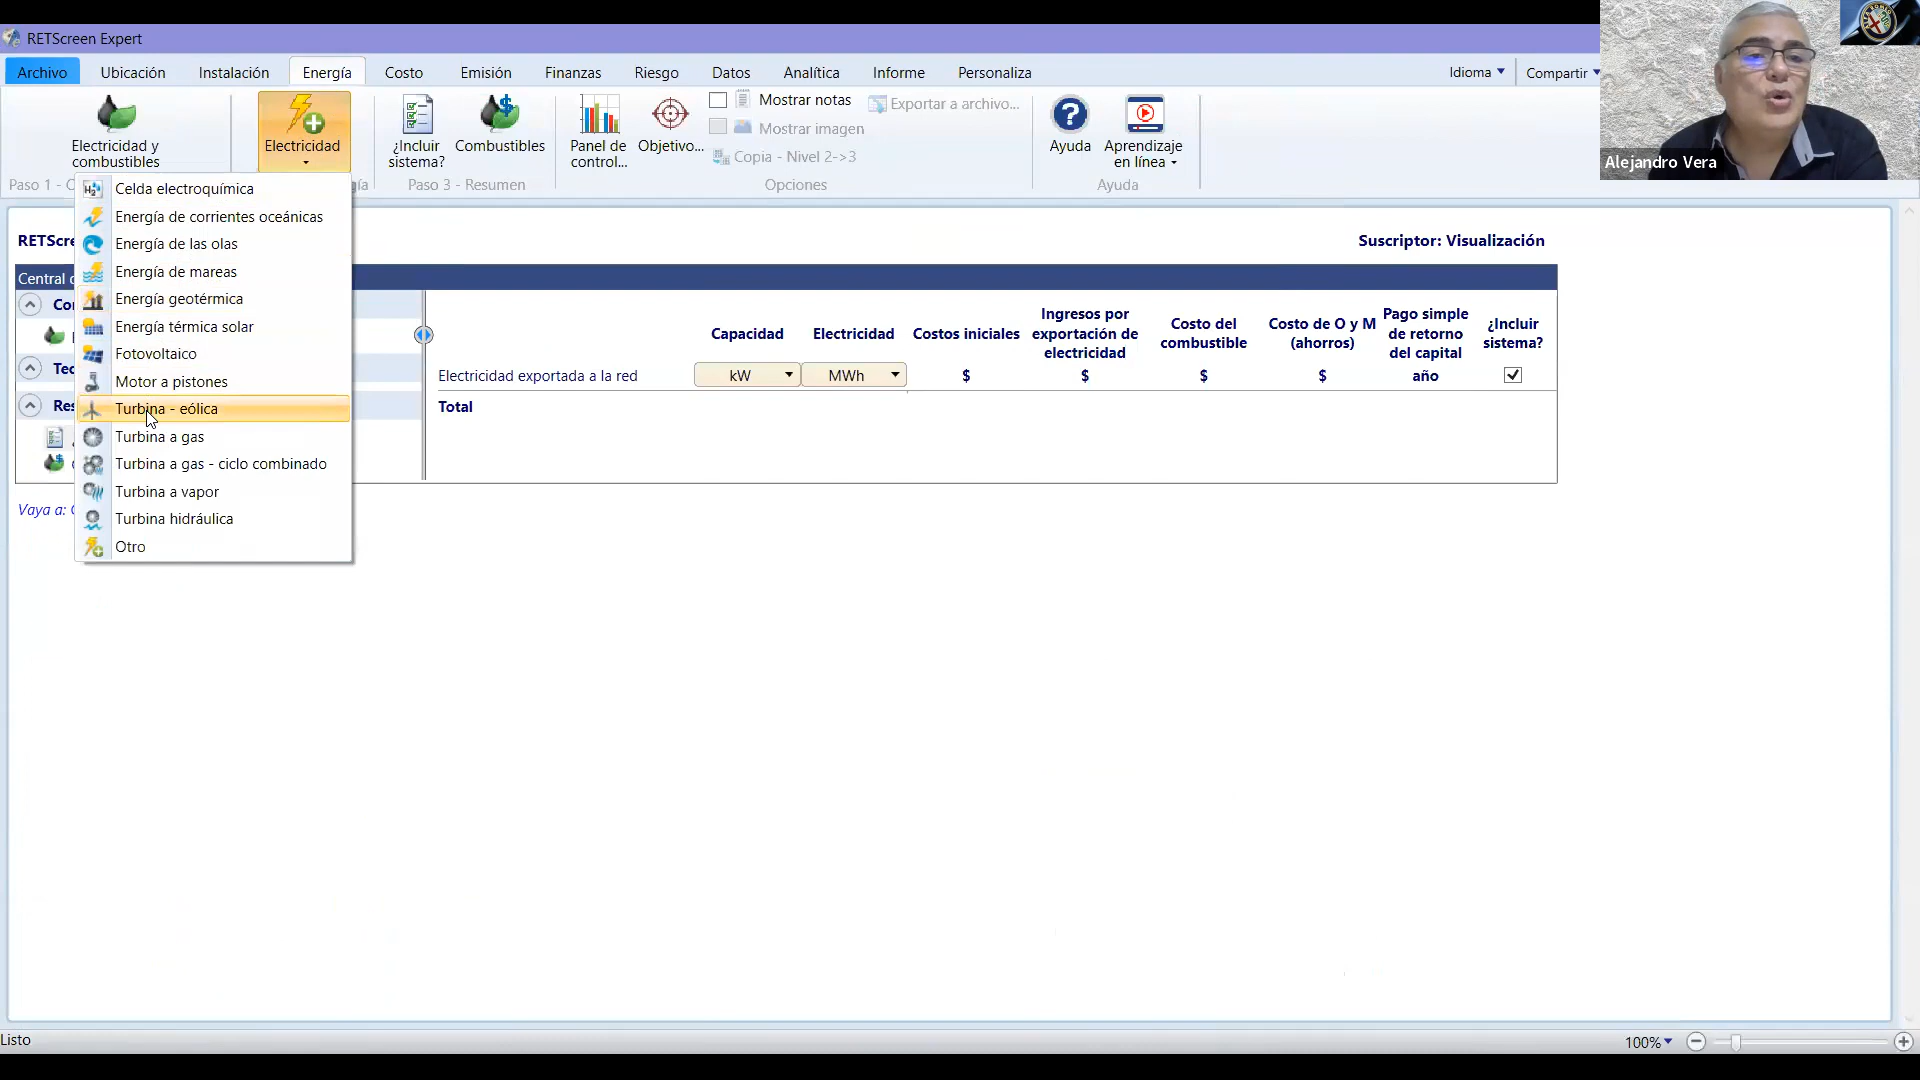 RETScreen Expert
Archivo Ubicación Instalación Energía Costo Emisión Finanzas Riesgo Datos Analítica Informe Personaliza Idioma Compartir
Electricidad y combustibles
Electricidad
¿Incluir sistema?
Combustibles
Panel de control...
Objetivo...
Mostrar notas
Mostrar imagen
Copia - Nivel 2->3
Exportar a archivo...
Ayuda
Aprendizaje en línea
Paso 1 - C
Paso 3 - Resumen
Opciones
Ayuda
Alejandro Vera
Celda electroquímica
Energía de corrientes oceánicas
Energía de las olas
Energía de mareas
Energía geotérmica
Energía térmica solar
Fotovoltaico
Motor a pistones
Turbina - eólica
Turbina a gas
Turbina a gas - ciclo combinado
Turbina a vapor
Turbina hidráulica
Otro
RETScre
Suscriptor: Visualización
Central
Co
Tec
Res
Vaya a:
Capacidad
Electricidad
Costos iniciales
Ingresos por exportación de electricidad
Costo del combustible
Costo de O y M (ahorros)
Pago simple de retorno del capital
¿Incluir sistema?
Electricidad exportada a la red kW MWh $ $ $ $ año
Total
Listo
100%